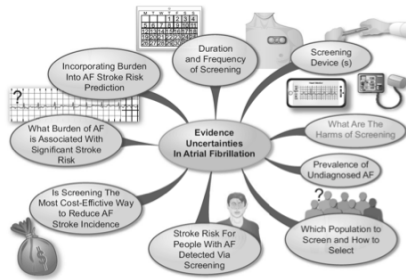 Duration
and Frequency
of Screening
Screening
Device (s)
Incorporating Burden
Into AF Stroke Risk
Prediction
?
What Burden of AF
is Associated With
Significant Stroke
Risk
Evidence
Uncertainties
In Atrial Fibrillation
What Are The
Harms of Screening
Prevalence of
Undiagnosed AF
Is Screening The
Most Cost-Effective Way
to Reduce AF
Stroke Incidence
Stroke Risk For
People With AF
Detected Via
Screening
?
Which Population to
Screen and How to
Select
$